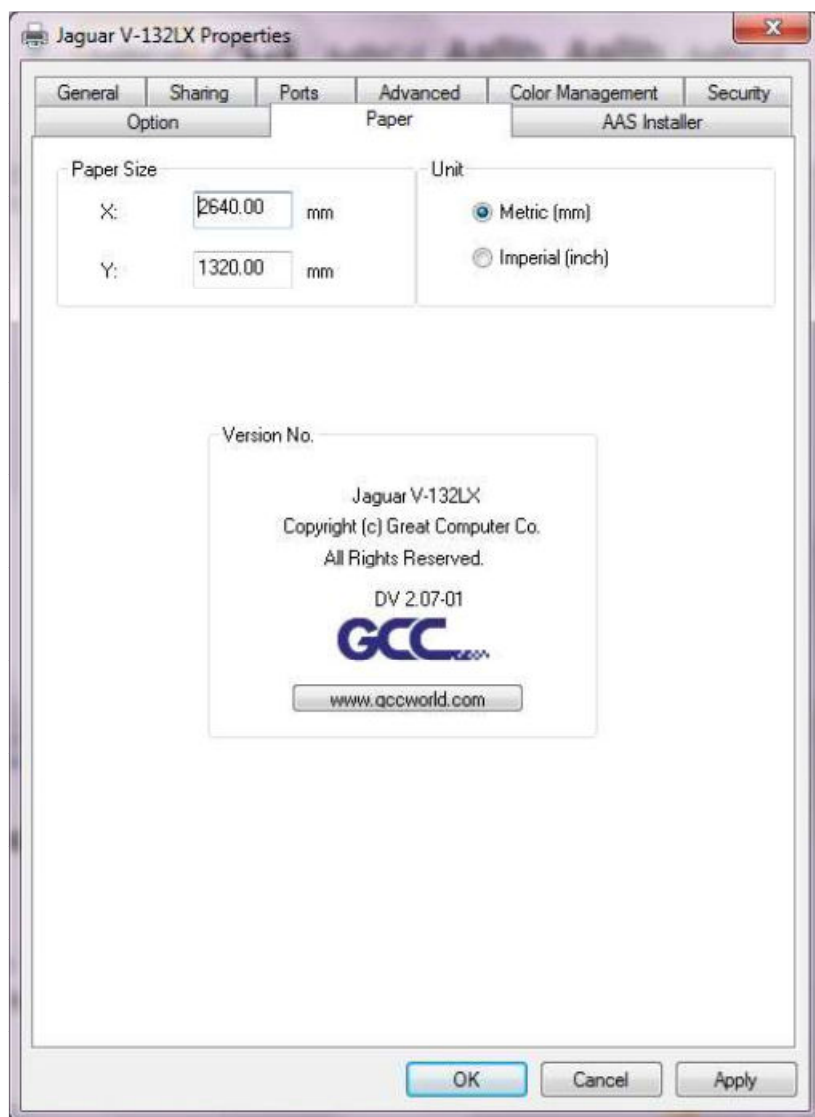 Jaguar V-132LX Properties
General Sharing Ports Advanced Color Management Security
Option Paper AAS Installer
Paper Size Unit
X: 2640.00 mm Metric (mm)
Y: 1320.00 mm Imperial (inch)
Version No.
Jaguar V-132LX
Copyright (c) Great Computer Co.
All Rights Reserved.
DV 2.07-01
GCC
www.gccworld.com
OK Cancel Apply